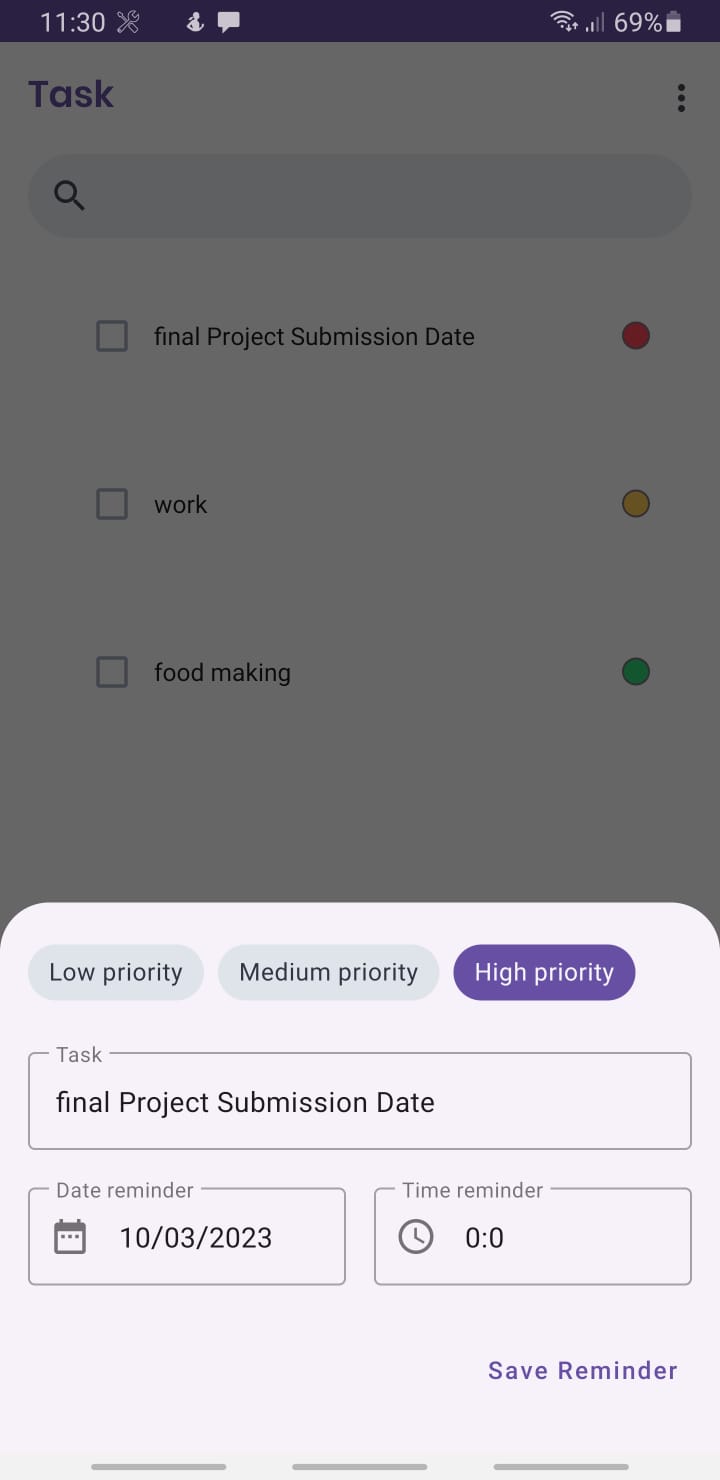 11:30 69%
Task
final Project Submission Date
work
food making
Low priority Medium priority High priority
Task
final Project Submission Date
Date reminder Time reminder
10/03/2023 0:0
Save Reminder